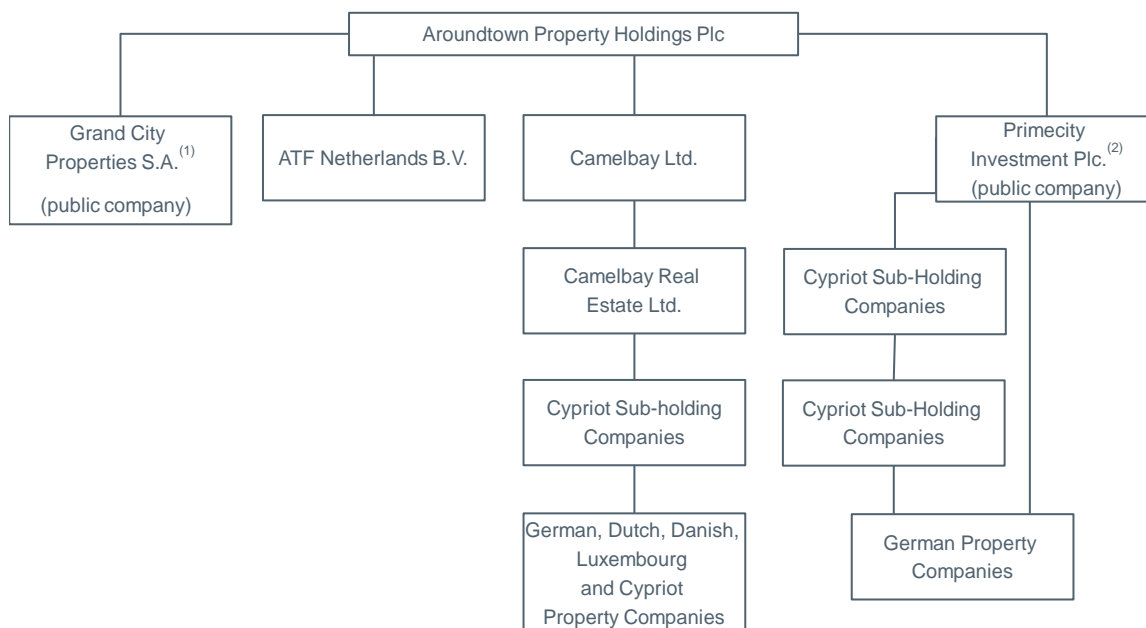 Aroundtown Property Holdings Plc
Grand City
Properties S.A.(1)
(public company)
ATF Netherlands B.V.
Camelbay Ltd.
Primecity
Investment Plc.(2)
(public company)
Camelbay Real
Estate Ltd.
Cypriot Sub-Holding
Companies
Cypriot Sub-holding
Companies
Cypriot Sub-Holding
Companies
German, Dutch, Danish,
Luxembourg
and Cypriot
Property Companies
German Property
Companies